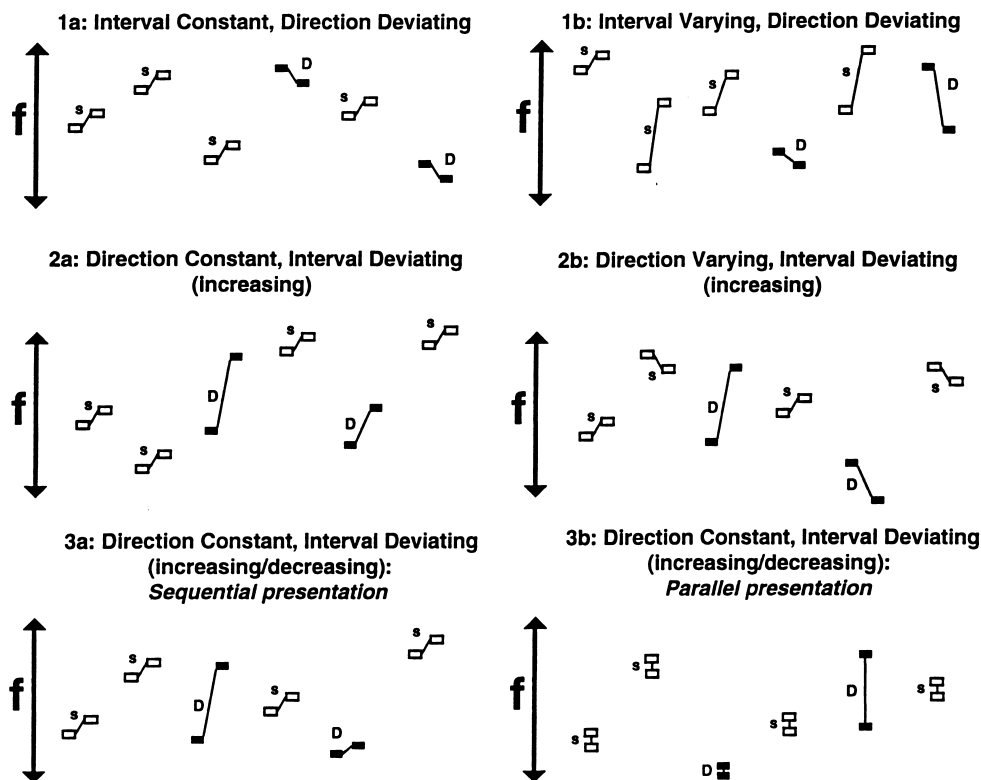 1a: Interval Constant, Direction Deviating
f
s
s
s
D
s
D
1b: Interval Varying, Direction Deviating
f
s
s
s
D
s
D
2a: Direction Constant, Interval Deviating
(increasing)
f
s
s
D
s
D
s
2b: Direction Varying, Interval Deviating
(increasing)
f
s
s
D
s
D
s
3a: Direction Constant, Interval Deviating
(increasing/decreasing):
Sequential presentation
f
s
s
D
s
D
s
3b: Direction Constant, Interval Deviating
(increasing/decreasing):
Parallel presentation
f
s
s
D
s
D
s